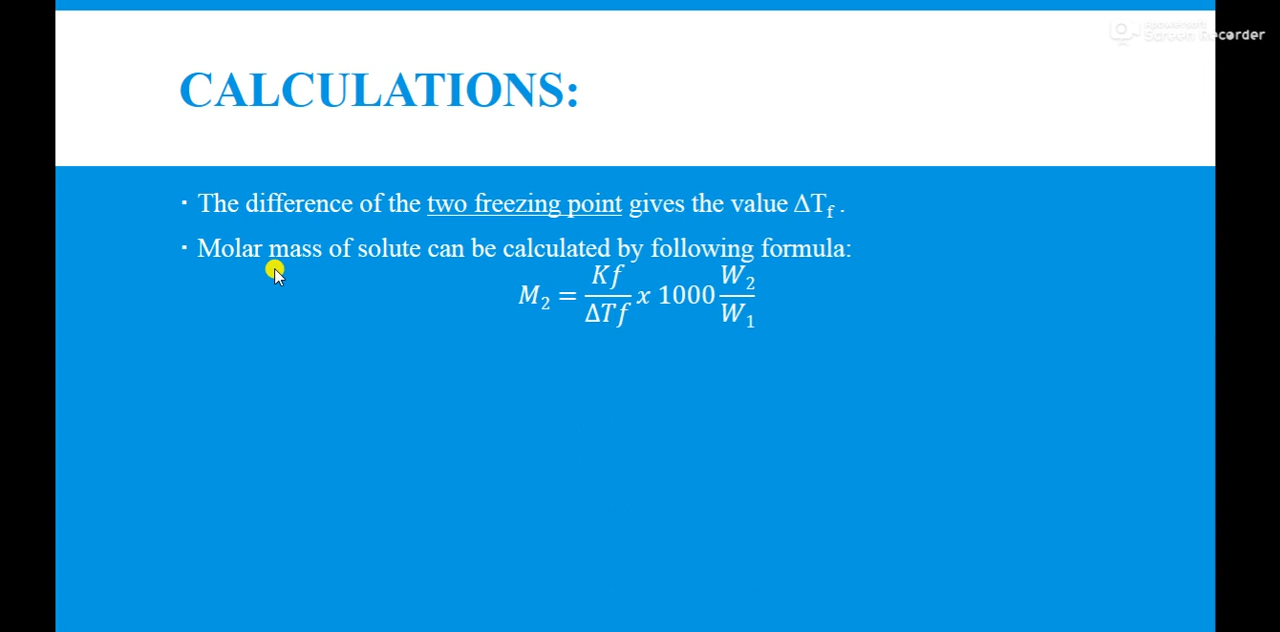 Apowersoft
Screen Recorder
CALCULATIONS:
▪ The difference of the two freezing point gives the value ΔT𝖿 .
▪ Molar mass of solute can be calculated by following formula:
M₂ = Kf/ΔTf x 1000 W₂/W₁